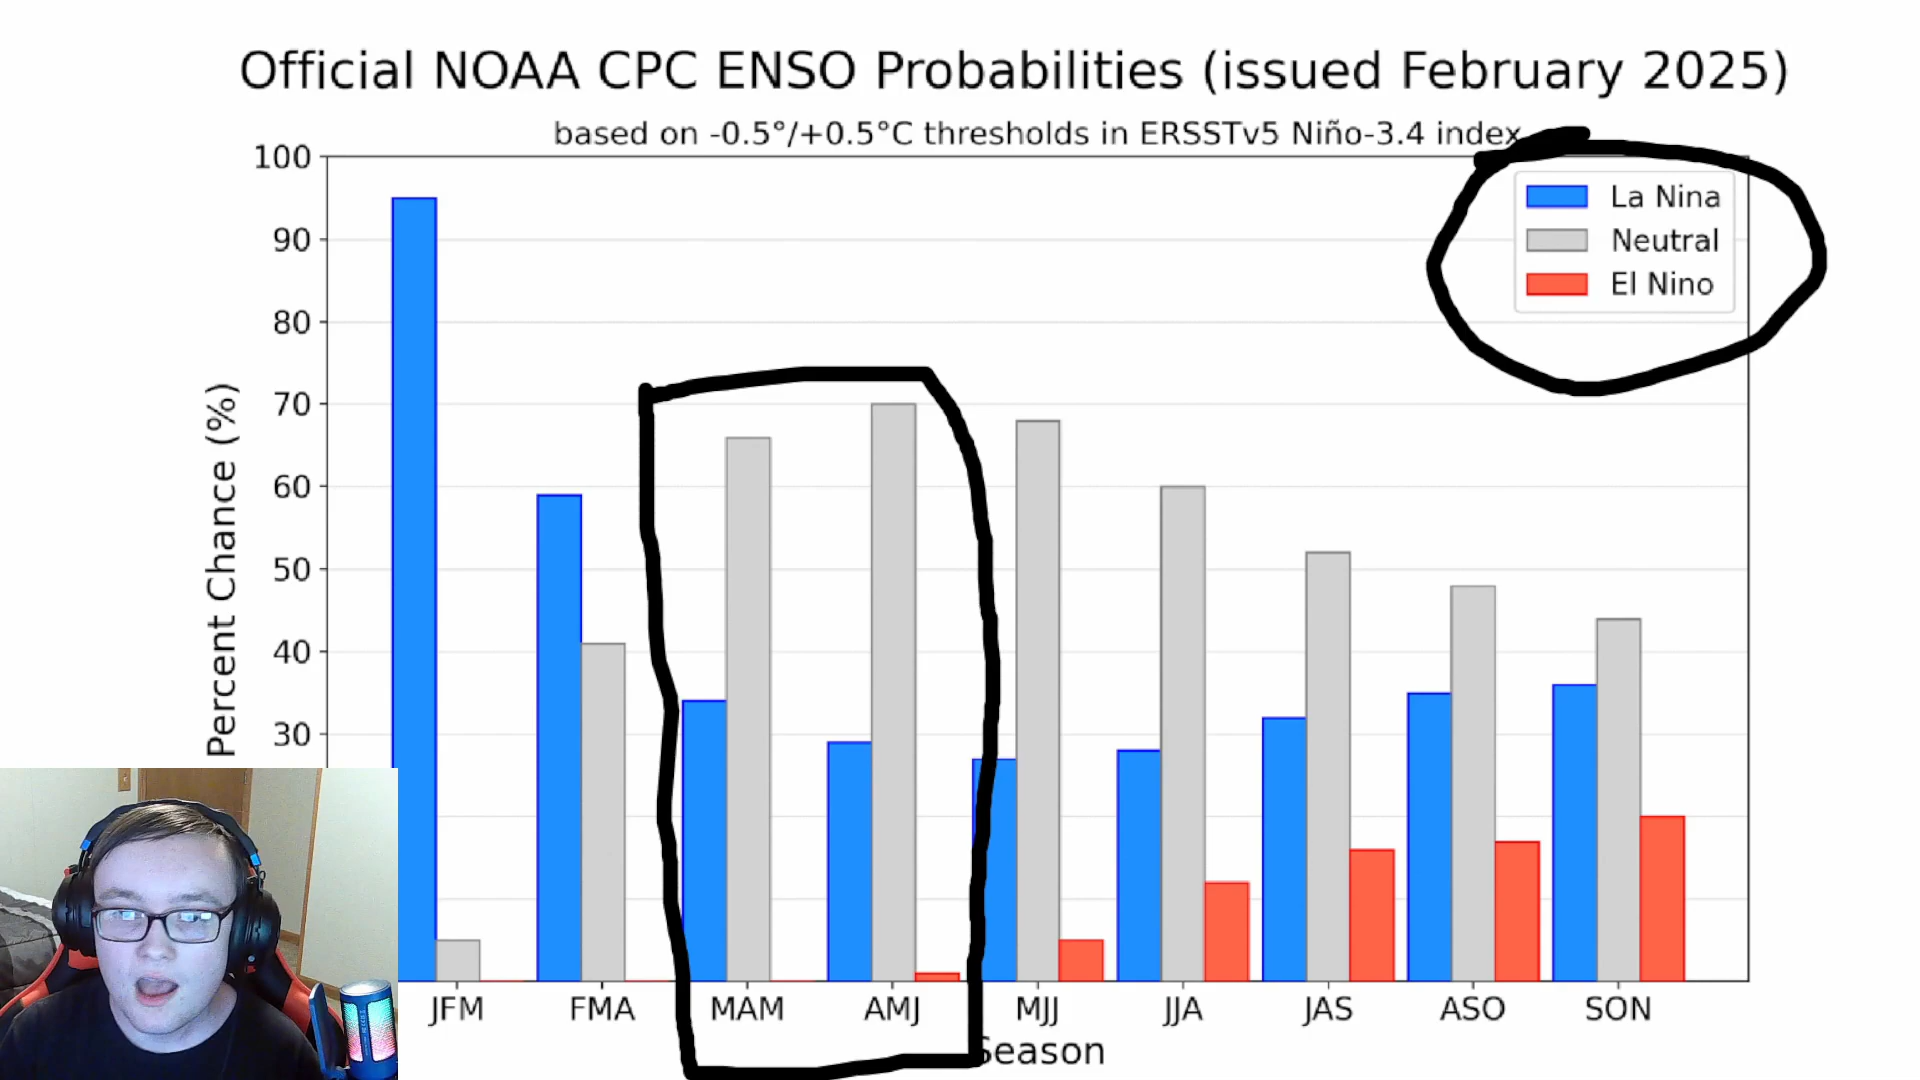 Official NOAA CPC ENSO Probabilities (issued February 2025)
based on -0.5°/+0.5°C thresholds in ERSSTv5 Niño-3.4 index
La Nina
Neutral
El Nino
Percent Chance (%)
100
90
80
70
60
50
40
30
JFM FMA MAM AMJ MJJ JJA JAS ASO SON
Season